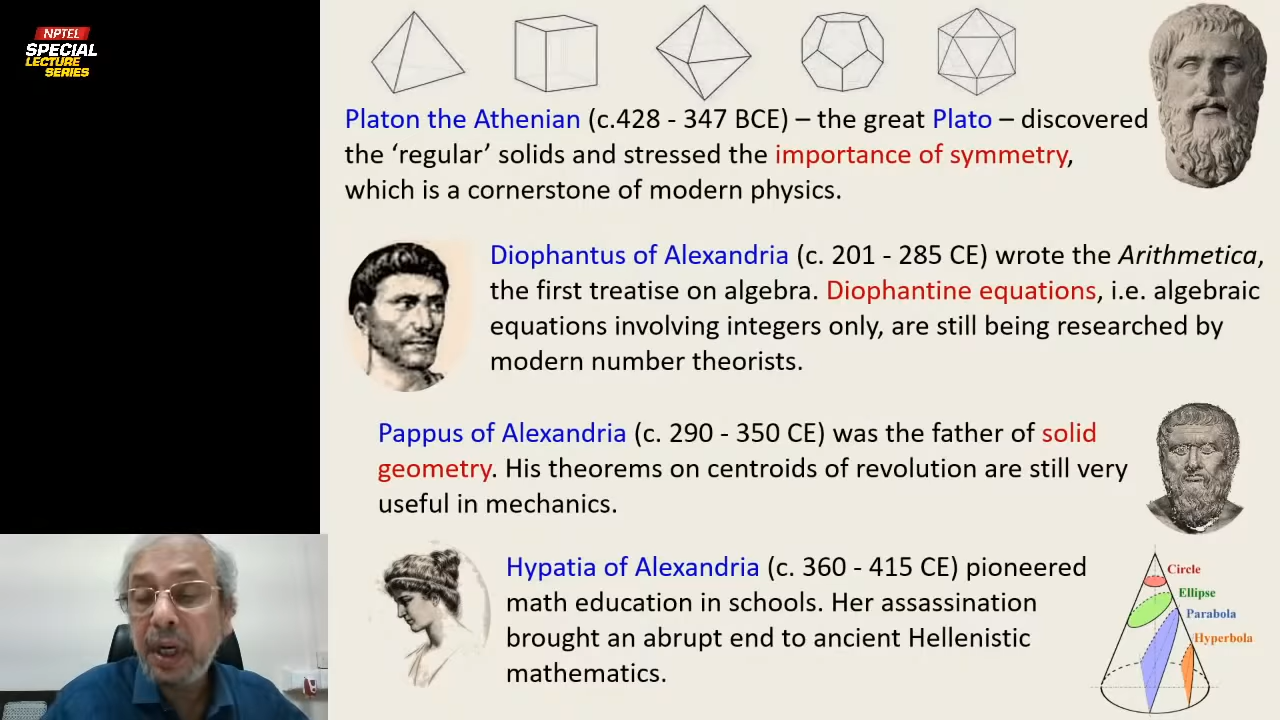 NPTEL
SPECIAL
LECTURE
SERIES
Platon the Athenian (c.428 - 347 BCE) – the great Plato – discovered
the ‘regular’ solids and stressed the importance of symmetry,
which is a cornerstone of modern physics.
Diophantus of Alexandria (c. 201 - 285 CE) wrote the Arithmetica,
the first treatise on algebra. Diophantine equations, i.e. algebraic
equations involving integers only, are still being researched by
modern number theorists.
Pappus of Alexandria (c. 290 - 350 CE) was the father of solid
geometry. His theorems on centroids of revolution are still very
useful in mechanics.
Hypatia of Alexandria (c. 360 - 415 CE) pioneered
math education in schools. Her assassination
brought an abrupt end to ancient Hellenistic
mathematics.
Circle
Ellipse
Parabola
Hyperbola